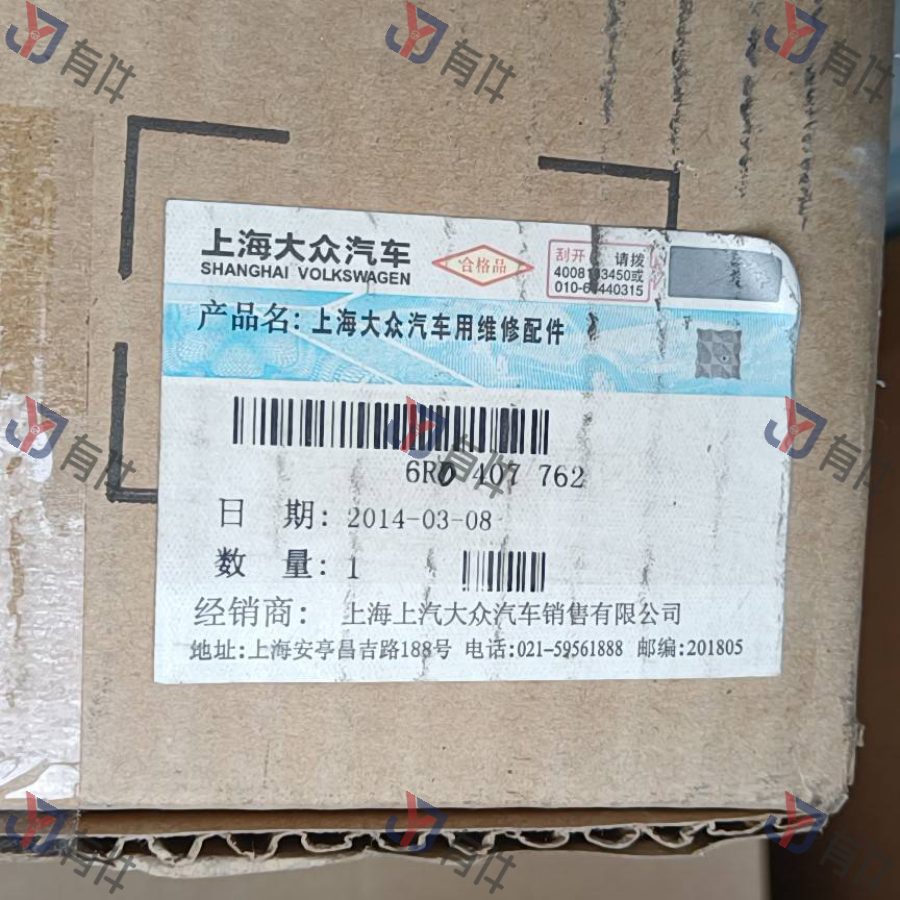 上海大众汽车
SHANGHAI VOLKSWAGEN
合格品
刮开 请拨
或
产品名: 上海大众汽车用维修配件
6R0 407 762
日 期: 2014-03-08
数 量: 1
经销商: 上海上汽大众汽车销售有限公司
地址:上海安亭昌吉路188号 电话:021-59561888 邮编:201805
有件
有件
有件
有件
有件
有件
有件
有件
有件